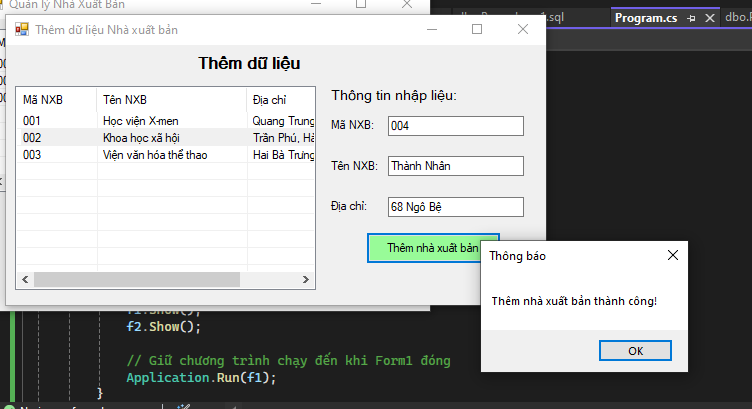 Quản lý Nhà Xuất Bản
Program.cs
Thêm dữ liệu Nhà xuất bản
Thêm dữ liệu
Mã NXB Tên NXB Địa chỉ
001 Học viện X-men Quang Trung
002 Khoa học xã hội Trần Phú, Hà
003 Viện văn hóa thể thao Hai Bà Trưng
Thông tin nhập liệu:
Mã NXB: 004
Tên NXB: Thành Nhân
Địa chỉ: 68 Ngô Bệ
Thêm nhà xuất bản
Thông báo
Thêm nhà xuất bản thành công!
OK
f1.Show();
f2.Show();
// Giữ chương trình chạy đến khi Form1 đóng
Application.Run(f1);
}